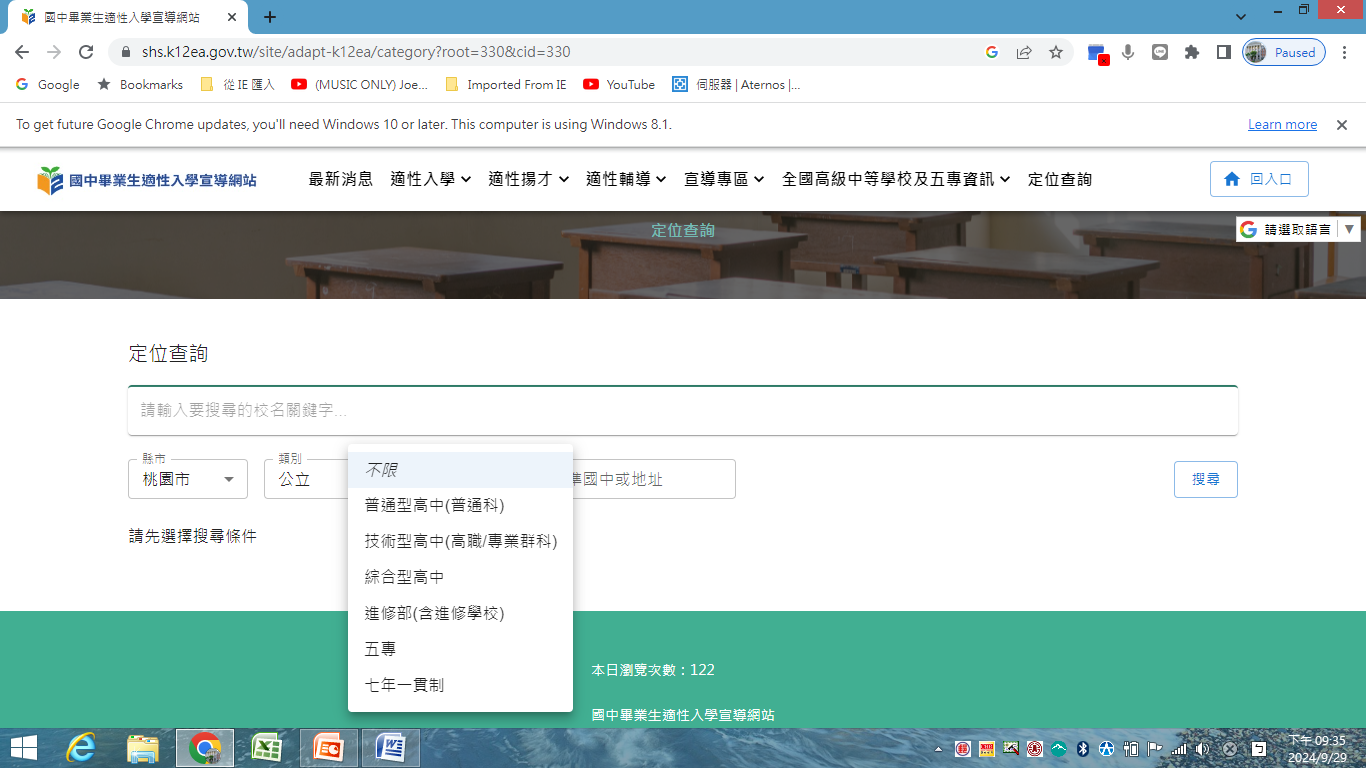 國中畢業生適性入學宣導網站
shs.k12ea.gov.tw/site/adapt-k12ea/category?root=330&cid=330
Paused
Google
Bookmarks
從 IE 匯入
(MUSIC ONLY) Joe...
Imported From IE
YouTube
伺服器 | Aternos |...
To get future Google Chrome updates, you'll need Windows 10 or later. This computer is using Windows 8.1.
Learn more
國中畢業生適性入學宣導網站
最新消息
適性入學
適性揚才
適性輔導
宣導專區
全國高級中等學校及五專資訊
定位查詢
回入口
定位查詢
請選取語言
定位查詢
請輸入要搜尋的校名關鍵字...
縣市
桃園市
類別
公立
不限
普通型高中(普通科)
技術型高中(高職/專業群科)
綜合型高中
進修部(含進修學校)
五專
七年一貫制
準國中或地址
搜尋
請先選擇搜尋條件
本日瀏覽次數：122
國中畢業生適性入學宣導網站
下午 09:35
2024/9/29